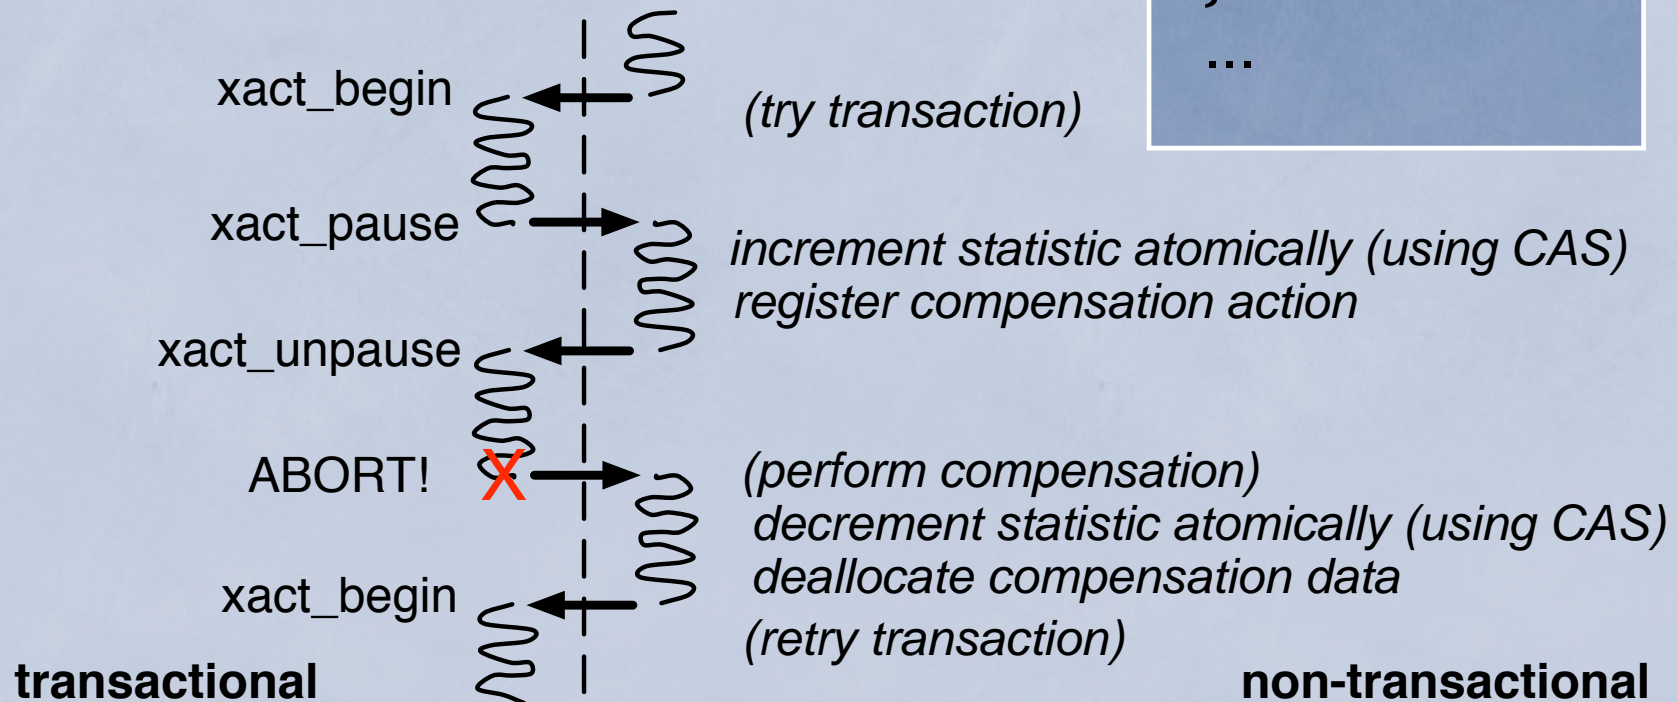 }
...
xact_begin
(try transaction)
xact_pause
increment statistic atomically (using CAS)
register compensation action
xact_unpause
ABORT!
X
(perform compensation)
decrement statistic atomically (using CAS)
deallocate compensation data
xact_begin
(retry transaction)
transactional
non-transactional